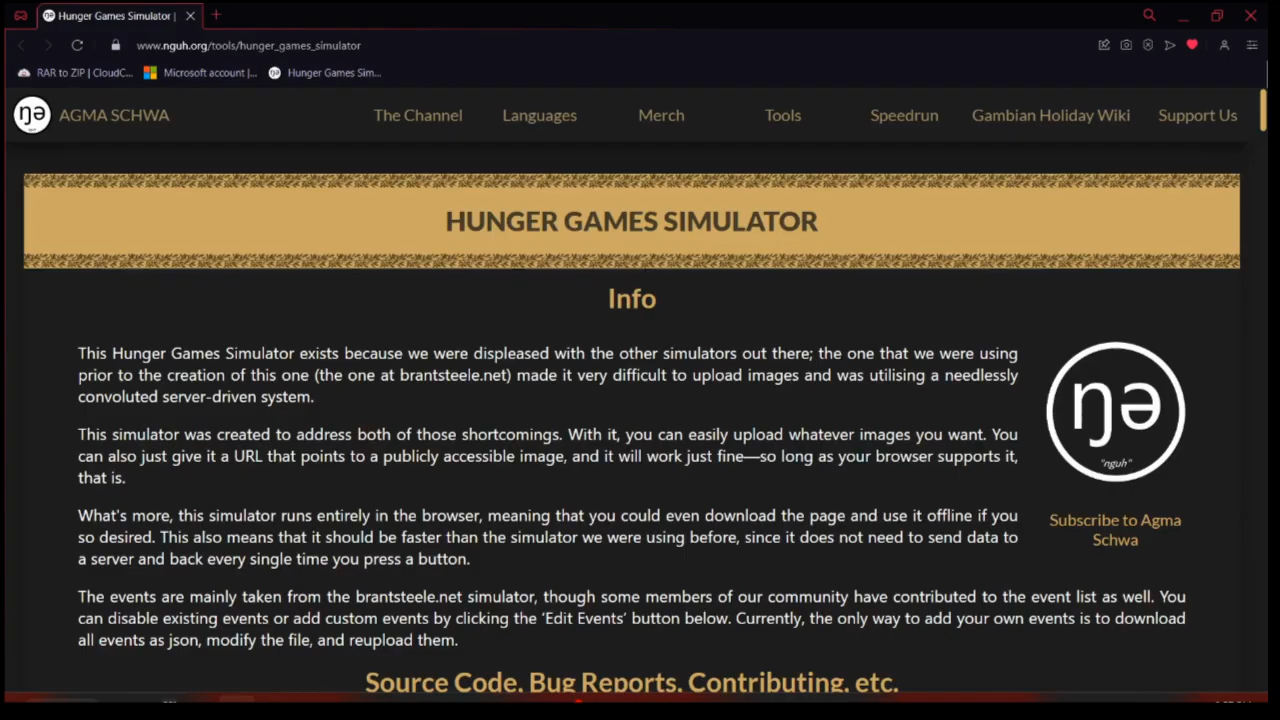 Hunger Games Simulator |
www.nguh.org/tools/hunger_games_simulator
RAR to ZIP | CloudC... Microsoft account |... Hunger Games Sim...
ŋə AGMA SCHWA The Channel Languages Merch Tools Speedrun Gambian Holiday Wiki Support Us
HUNGER GAMES SIMULATOR
Info
This Hunger Games Simulator exists because we were displeased with the other simulators out there; the one that we were using
prior to the creation of this one (the one at brantsteele.net) made it very difficult to upload images and was utilising a needlessly
convoluted server-driven system.
This simulator was created to address both of those shortcomings. With it, you can easily upload whatever images you want. You
can also just give it a URL that points to a publicly accessible image, and it will work just fine—so long as your browser supports it,
that is.
What's more, this simulator runs entirely in the browser, meaning that you could even download the page and use it offline if you
so desired. This also means that it should be faster than the simulator we were using before, since it does not need to send data to
a server and back every single time you press a button.
ŋə
"nguh"
Subscribe to Agma
Schwa
The events are mainly taken from the brantsteele.net simulator, though some members of our community have contributed to the event list as well. You
can disable existing events or add custom events by clicking the ‘Edit Events’ button below. Currently, the only way to add your own events is to download
all events as json, modify the file, and reupload them.
Source Code, Bug Reports, Contributing, etc.